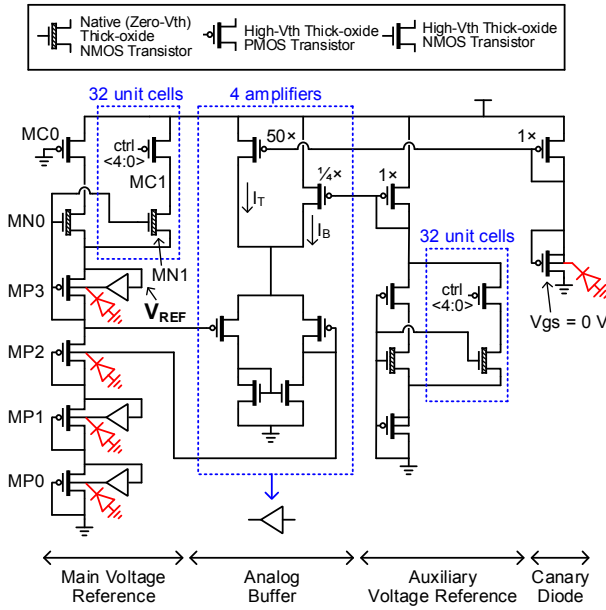 Native (Zero-Vth)
Thick-oxide
NMOS Transistor
High-Vth Thick-oxide
PMOS Transistor
High-Vth Thick-oxide
NMOS Transistor
32 unit cells
4 amplifiers
MC0
ctrl
<4:0>
MC1
50×
1×
¼×
1×
I_T
I_B
MN0
MN1
32 unit cells
MP3
V_REF
ctrl
<4:0>
Vgs = 0 V
MP2
MP1
MP0
Main Voltage
Reference
Analog
Buffer
Auxiliary
Voltage Reference
Canary
Diode